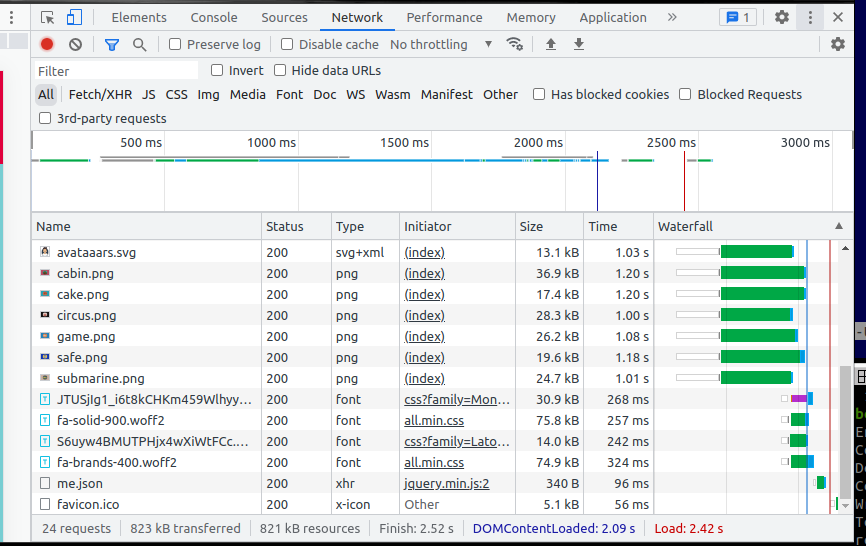 Elements Console Sources Network Performance Memory Application » 1
Preserve log Disable cache No throttling
Filter Invert Hide data URLs
All Fetch/XHR JS CSS Img Media Font Doc WS Wasm Manifest Other Has blocked cookies Blocked Requests
3rd-party requests
500 ms 1000 ms 1500 ms 2000 ms 2500 ms 3000 ms
Name Status Type Initiator Size Time Waterfall
avataaars.svg 200 svg+xml (index) 13.1 kB 1.03 s
cabin.png 200 png (index) 36.9 kB 1.20 s
cake.png 200 png (index) 17.4 kB 1.20 s
circus.png 200 png (index) 28.3 kB 1.00 s
game.png 200 png (index) 26.2 kB 1.08 s
safe.png 200 png (index) 19.6 kB 1.18 s
submarine.png 200 png (index) 24.7 kB 1.01 s
JTUSjIg1_i6t8kCHKm459Wlhyy… 200 font css?family=Mon… 30.9 kB 268 ms
fa-solid-900.woff2 200 font all.min.css 75.8 kB 257 ms
S6uyw4BMUTPHjx4wXiWtFCc.… 200 font css?family=Lato… 14.0 kB 242 ms
fa-brands-400.woff2 200 font all.min.css 74.9 kB 324 ms
me.json 200 xhr jquery.min.js:2 340 B 96 ms
favicon.ico 200 x-icon Other 5.1 kB 56 ms
24 requests 823 kB transferred 821 kB resources Finish: 2.52 s DOMContentLoaded: 2.09 s Load: 2.42 s